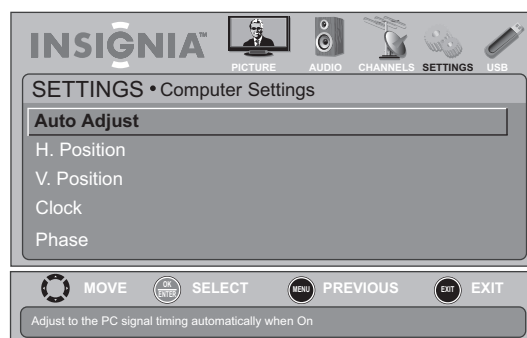 INSIGNIA™
PICTURE AUDIO CHANNELS SETTINGS USB
SETTINGS • Computer Settings
Auto Adjust
H. Position
V. Position
Clock
Phase
MOVE OK ENTER SELECT MENU PREVIOUS EXIT EXIT
Adjust to the PC signal timing automatically when On